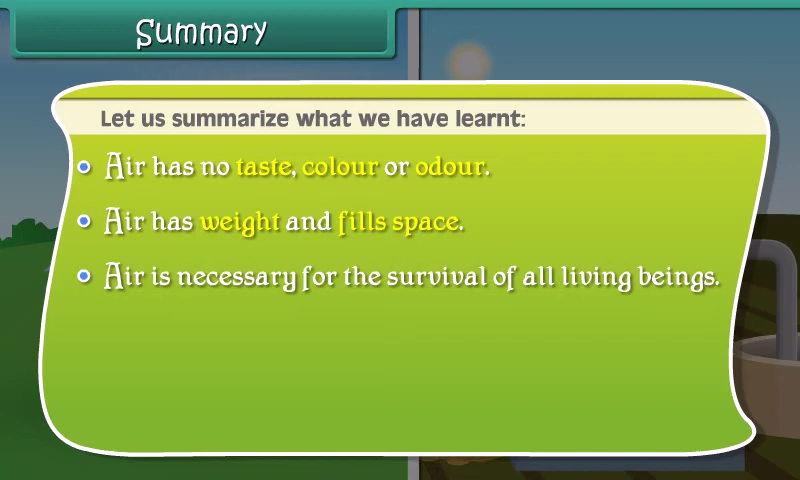 Summary
Let us summarize what we have learnt:
Air has no taste, colour or odour.
Air has weight and fills space.
Air is necessary for the survival of all living beings.